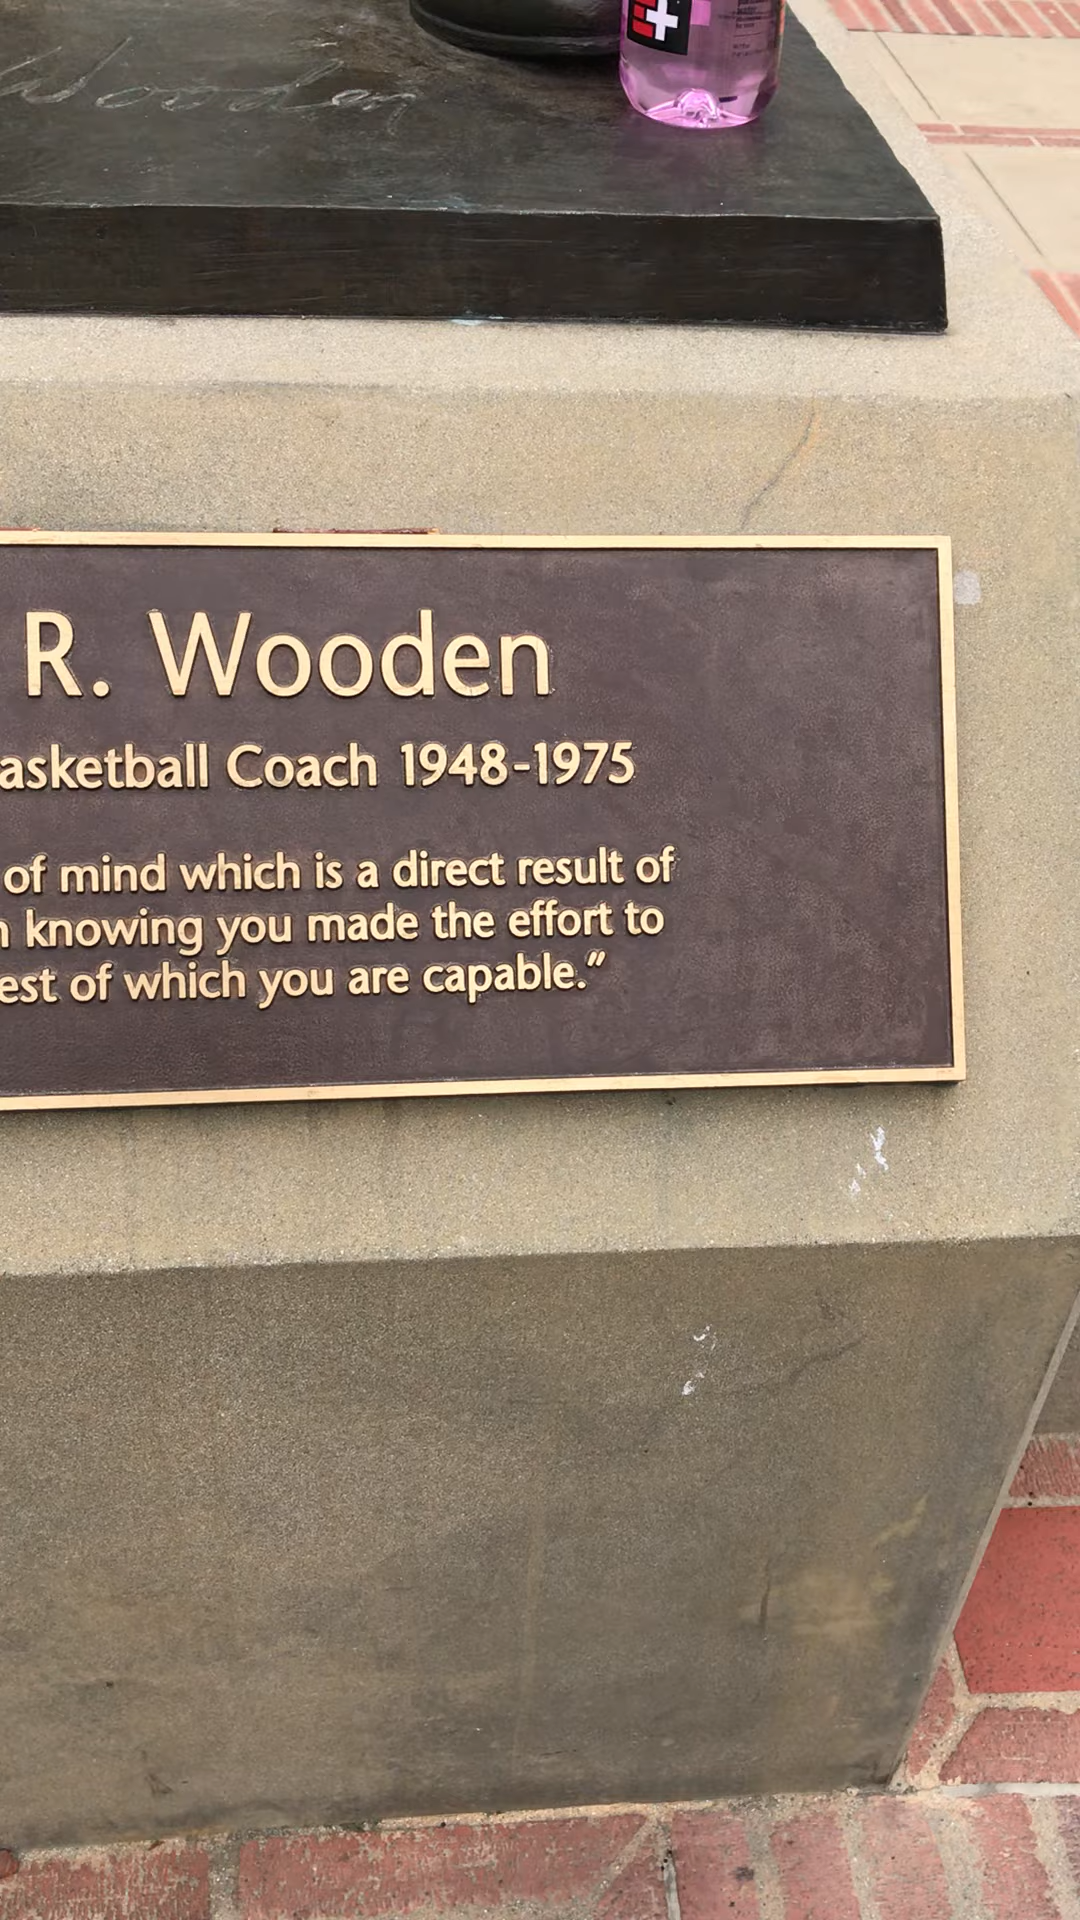 Wooden
R. Wooden
asketball Coach 1948-1975
of mind which is a direct result of
knowing you made the effort to
est of which you are capable.”